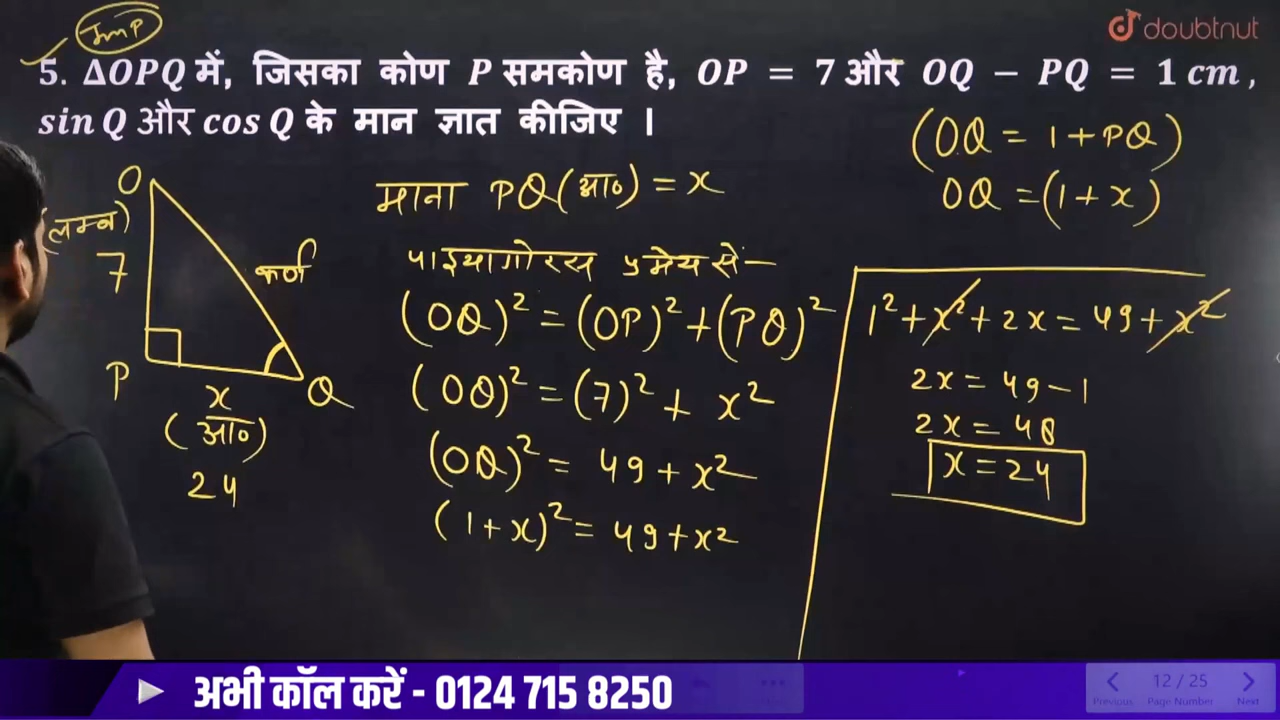 Imp
doubtnut
5. ΔOPQ में, जिसका कोण P समकोण है, OP = 7 और OQ − PQ = 1 cm,
sin Q और cos Q के मान ज्ञात कीजिए ।
(OQ = 1 + PQ)
OQ = (1 + x)
O
(लम्ब)
7
कर्ण
P
x
(आ०)
24
Q
माना PQ (आ०) = x
पाइथागोरस प्रमेय से −
(OQ)² = (OP)² + (PQ)²
(OQ)² = (7)² + x²
(OQ)² = 49 + x²
(1 + x)² = 49 + x²
1² + x² + 2x = 49 + x²
2x = 49 − 1
2x = 48
x = 24
अभी कॉल करें - 0124 715 8250
12 / 25
Previous Page Number Next